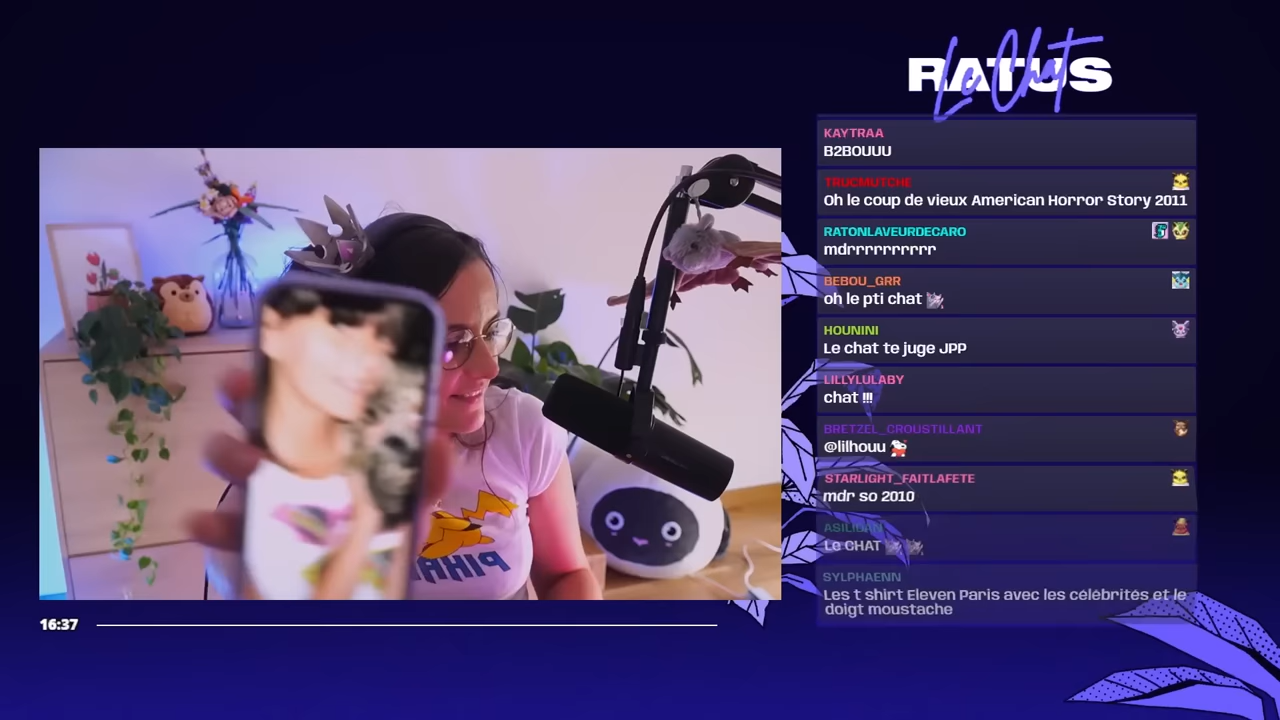 RATUS
Le Chat
KAYTRAA
B2BOUUU
TRUCMUTCHE
Oh le coup de vieux American Horror Story 2011
RATONLAVEURDECARO
mdrrrrrrrrrr
BEBOU_GRR
oh le pti chat
HOUNINI
Le chat te juge JPP
LILLYLULABY
chat !!!
BRETZEL_CROUSTILLANT
@lilhouu
STARLIGHT_FAITLAFETE
mdr so 2010
Le CHAT
SYLPHAENN
Les t shirt Eleven Paris avec les célébrités et le
doigt moustache
16:37